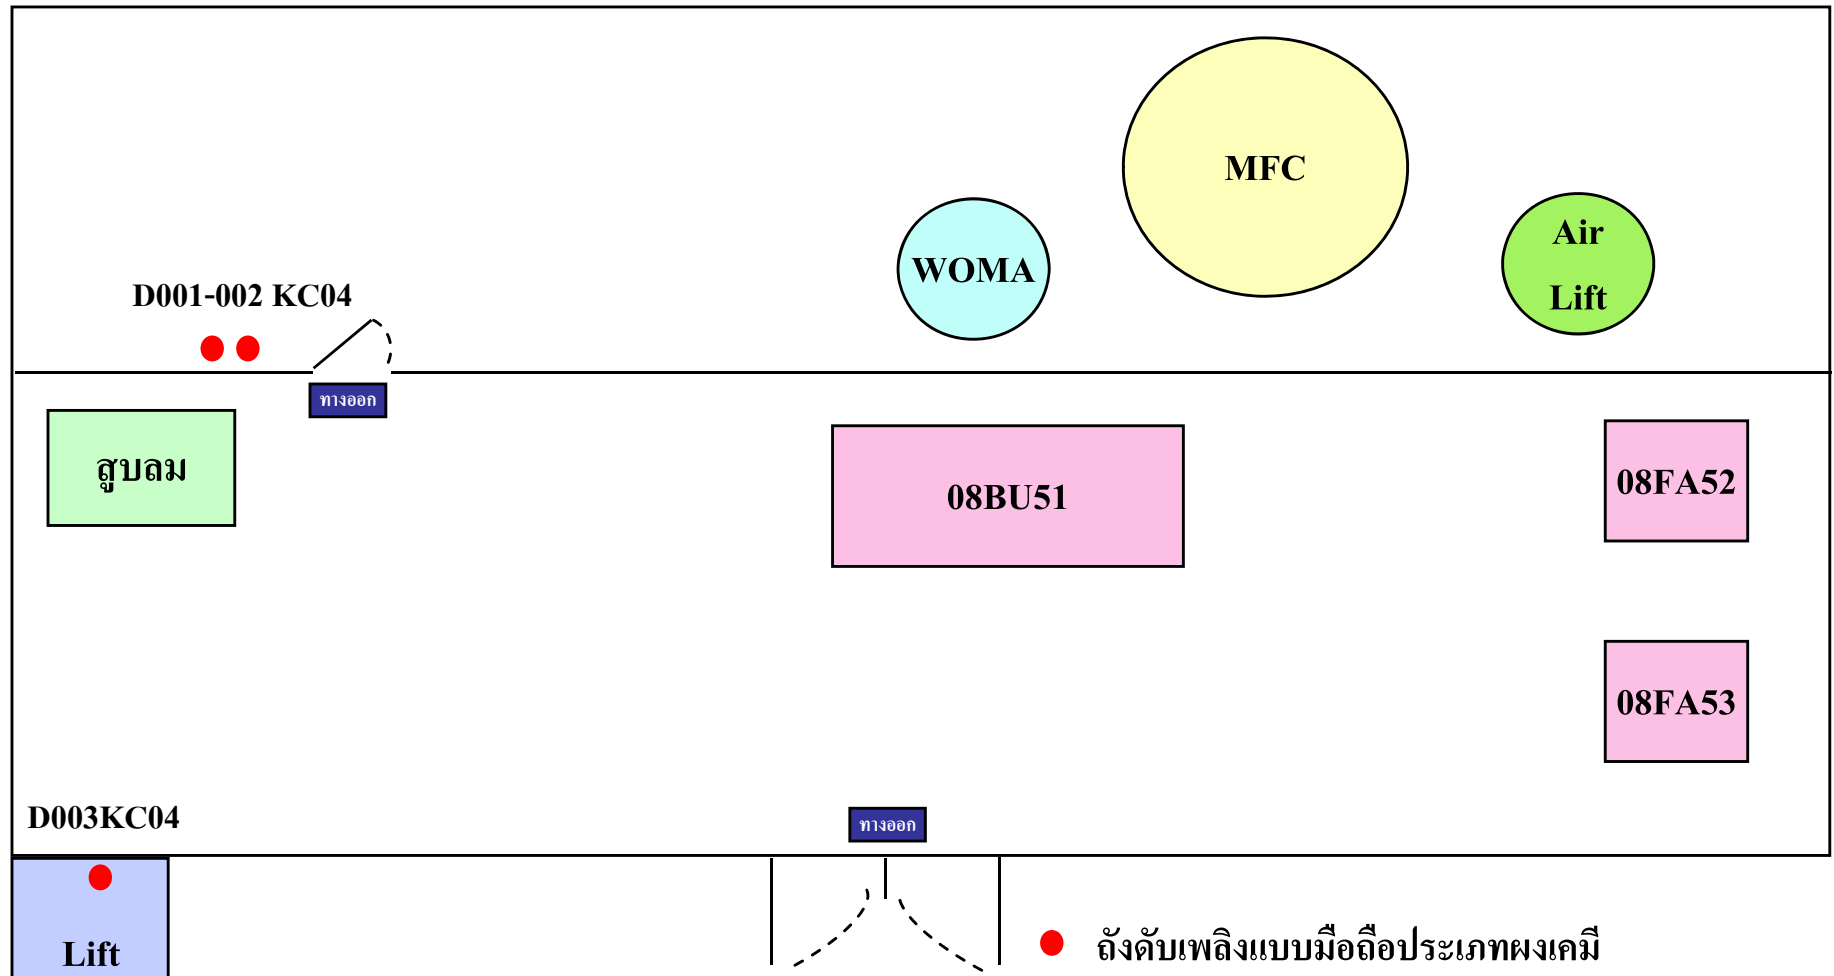 MFC
Air
Lift
WOMA
D001-002 KC04
ทางออก
สูบลม
08BU51
08FA52
08FA53
D003KC04
ทางออก
Lift
ถังดับเพลิงแบบมือถือประเภทผงเคมี